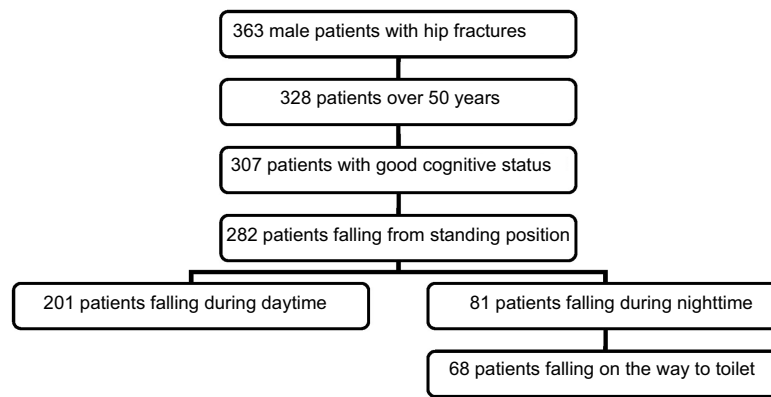 363 male patients with hip fractures
328 patients over 50 years
307 patients with good cognitive status
282 patients falling from standing position
201 patients falling during daytime
81 patients falling during nighttime
68 patients falling on the way to toilet